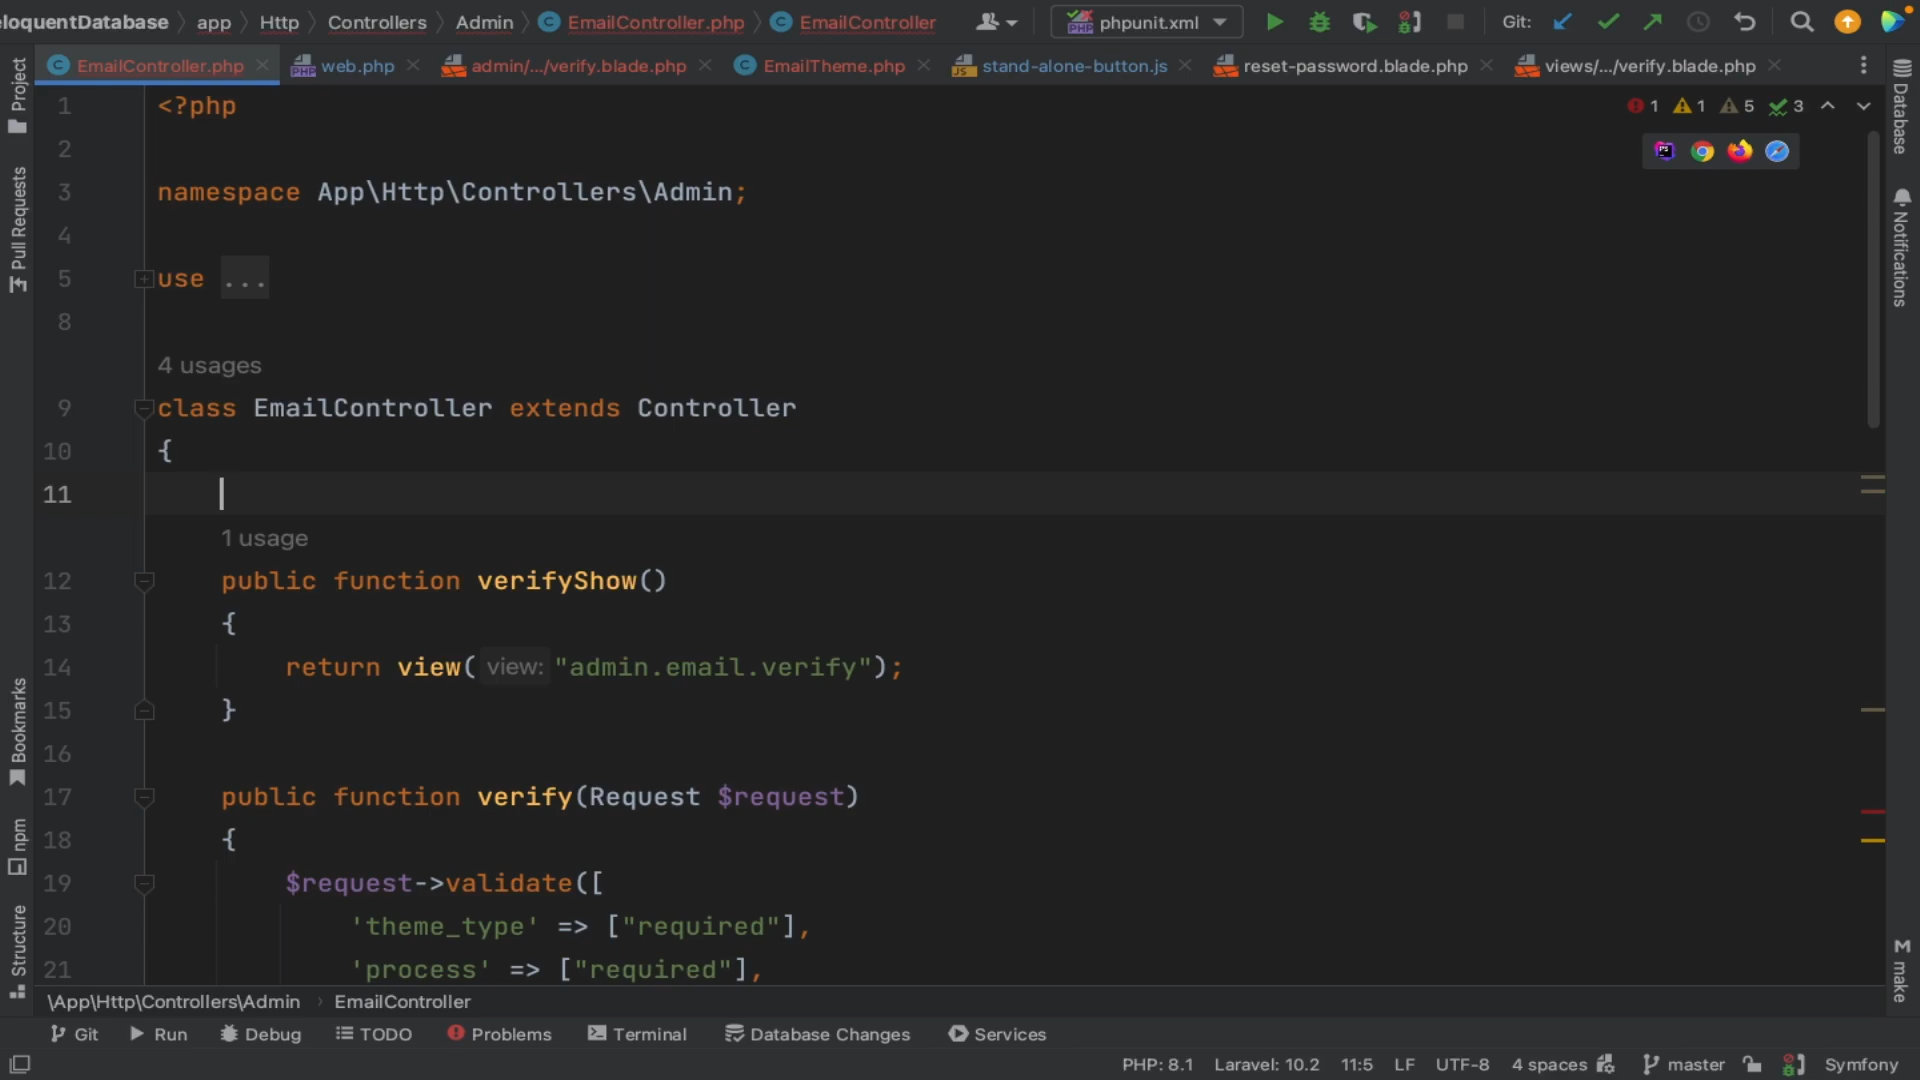 eloquentDatabase app Http Controllers Admin EmailController.php EmailController phpunit.xml Git:
EmailController.php web.php admin/.../verify.blade.php EmailTheme.php stand-alone-button.js reset-password.blade.php views/.../verify.blade.php
Project
Pull Requests
Bookmarks
npm
Structure
Database
Notifications
make
1 1 5 3
1 <?php
2
3 namespace App\Http\Controllers\Admin;
4
5 use ...
8
4 usages
9 class EmailController extends Controller
10 {
11
1 usage
12 public function verifyShow()
13 {
14 return view( view: "admin.email.verify");
15 }
16
17 public function verify(Request $request)
18 {
19 $request->validate([
20 'theme_type' => ["required"],
21 'process' => ["required"],
\App\Http\Controllers\Admin › EmailController
Git Run Debug TODO Problems Terminal Database Changes Services
PHP: 8.1 Laravel: 10.2 11:5 LF UTF-8 4 spaces master Symfony